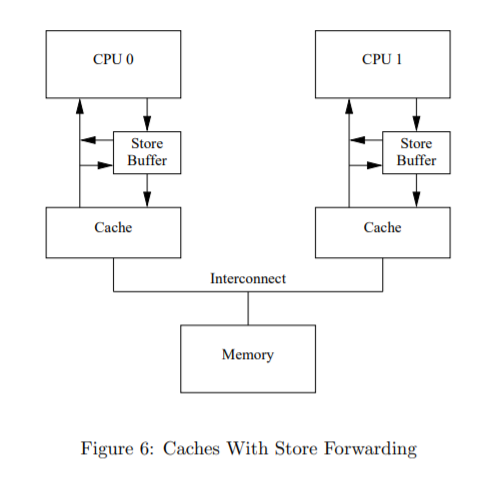 CPU 0
CPU 1
Store
Buffer
Store
Buffer
Cache
Cache
Interconnect
Memory
Figure 6: Caches With Store Forwarding